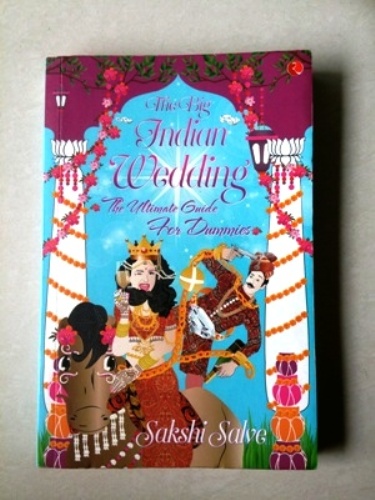 The Big
Indian
Wedding
The Ultimate Guide
For Dummies
Sakshi Salve